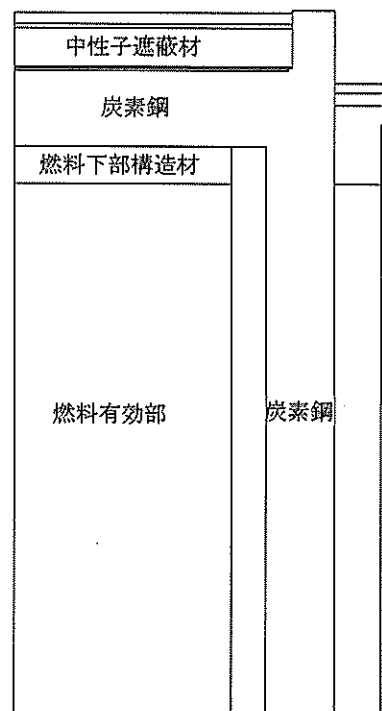 中性子遮蔽材
炭素鋼
燃料下部構造材
燃料有効部
炭素鋼